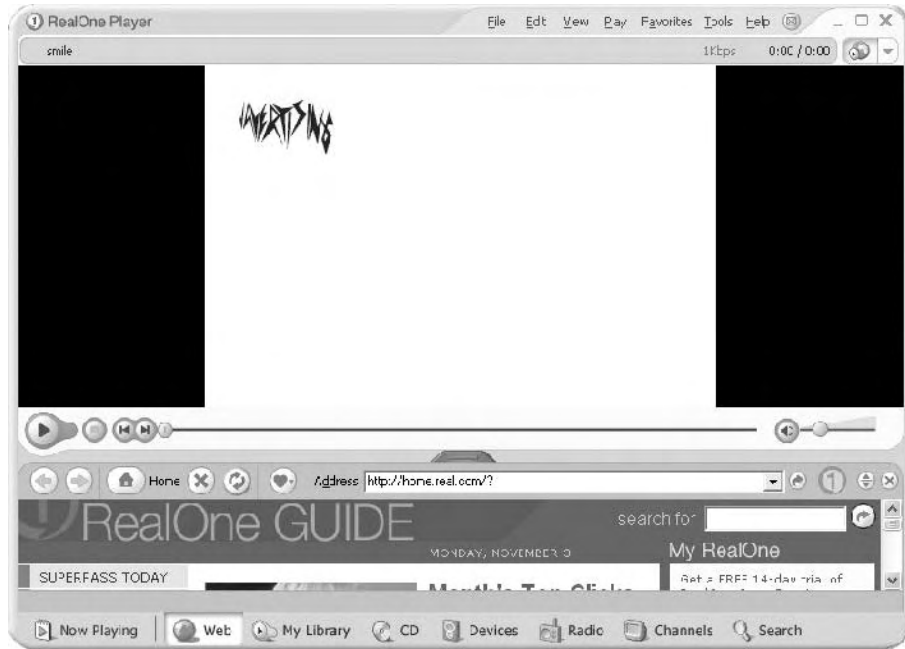 RealOne Player
File Edit View Play Favorites Tools Help
smile
1Kbps 0:00 / 0:00
ADVERTISING
Home
Address http://home.real.com/?
RealOne GUIDE
search for
MONDAY, NOVEMBER 3
My RealOne
SUPERPASS TODAY
Month's Top Clicks
Get a FREE 14-day trial of
Now Playing Web My Library CD Devices Radio Channels Search